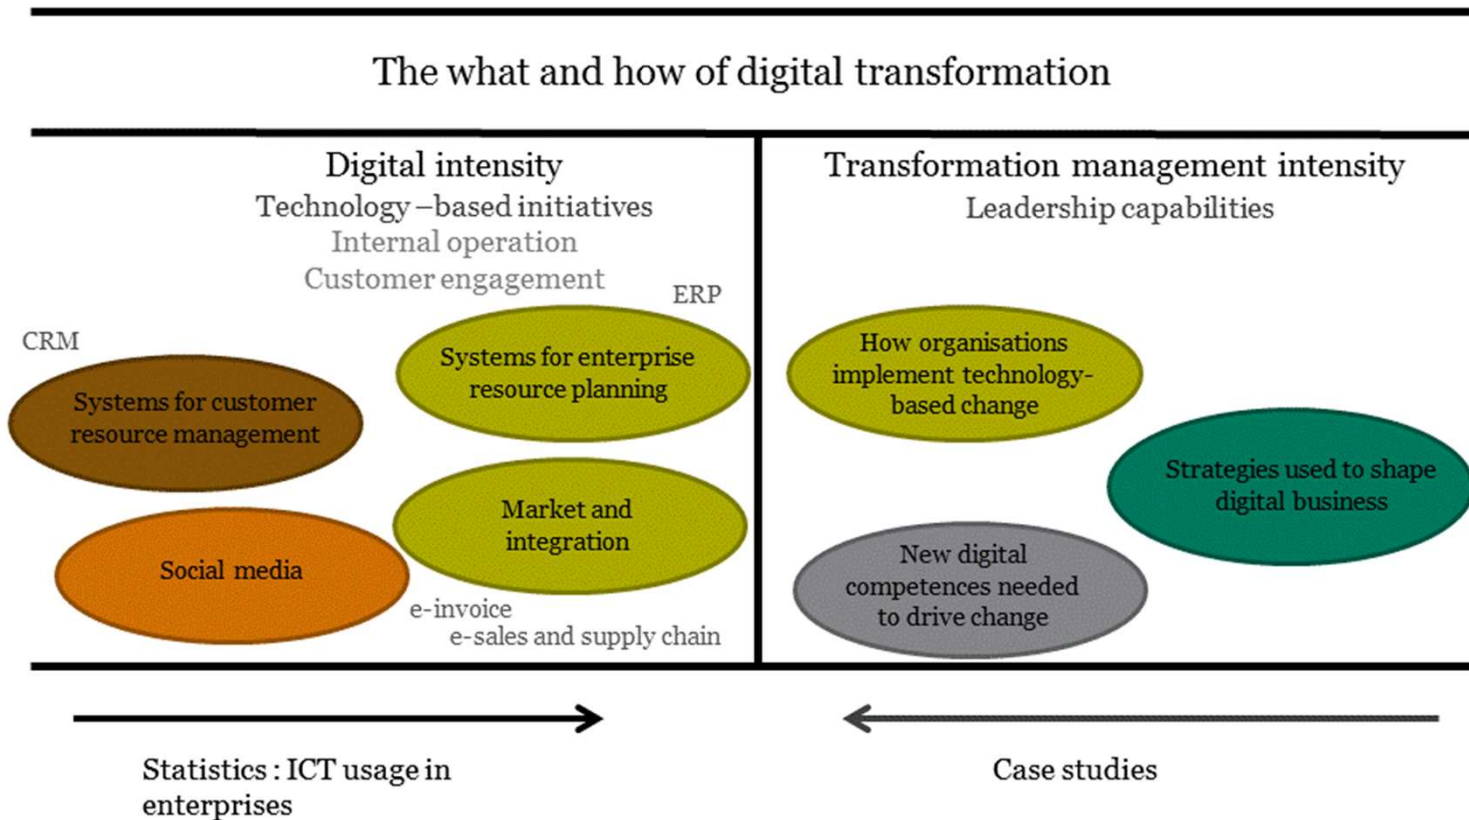 The what and how of digital transformation
Digital intensity
Technology –based initiatives
Internal operation
Customer engagement
ERP
CRM
Systems for enterprise
resource planning
Systems for customer
resource management
Market and
integration
Social media
e-invoice
e-sales and supply chain
Transformation management intensity
Leadership capabilities
How organisations
implement technology-
based change
Strategies used to shape
digital business
New digital
competences needed
to drive change
Statistics : ICT usage in
enterprises
Case studies